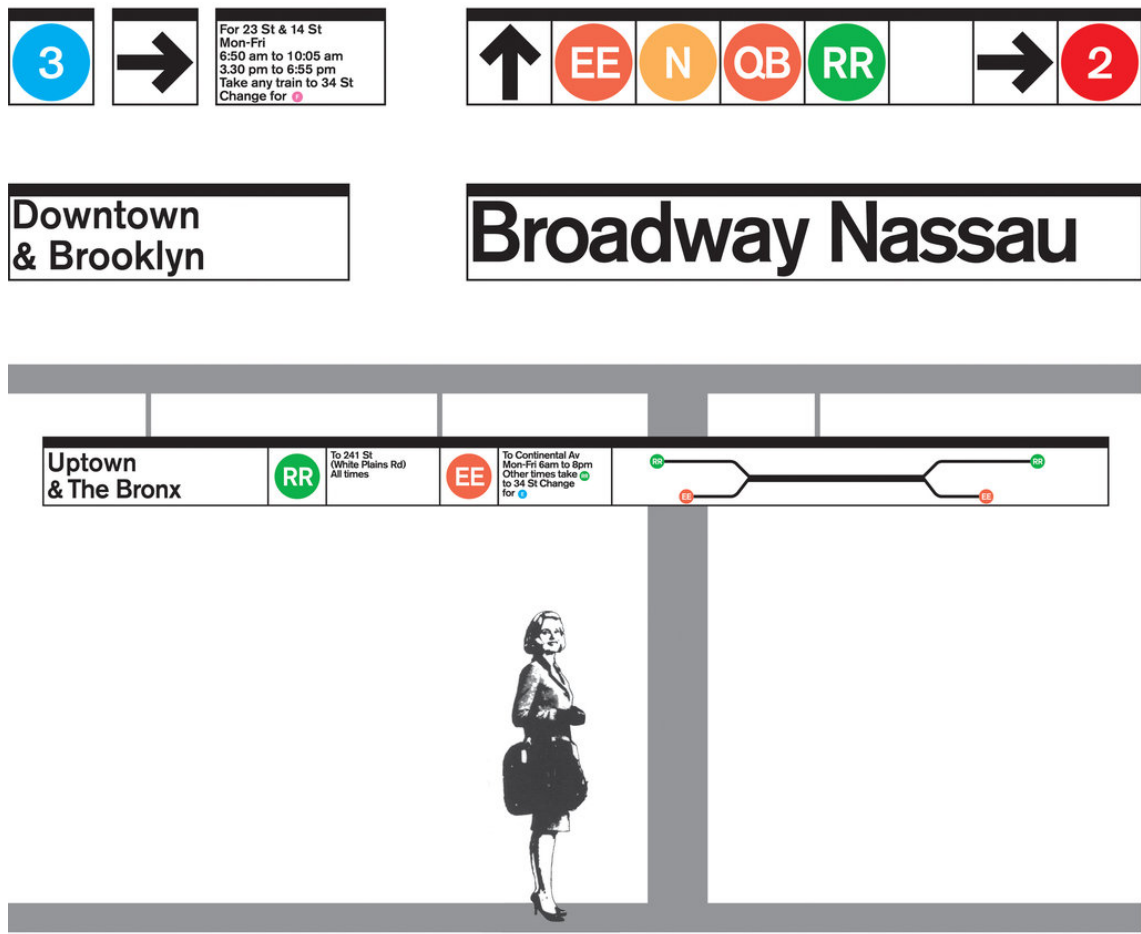 3
For 23 St & 14 St
Mon-Fri
6:50 am to 10:05 am
3.30 pm to 6:55 pm
Take any train to 34 St
Change for F
EE N QB RR 2
Downtown
& Brooklyn
Broadway Nassau
Uptown
& The Bronx
RR
To 241 St
(White Plains Rd)
All times
EE
To Continental Av
Mon-Fri 6am to 8pm
Other times take RR
to 34 St Change
for
RR RR
EE EE